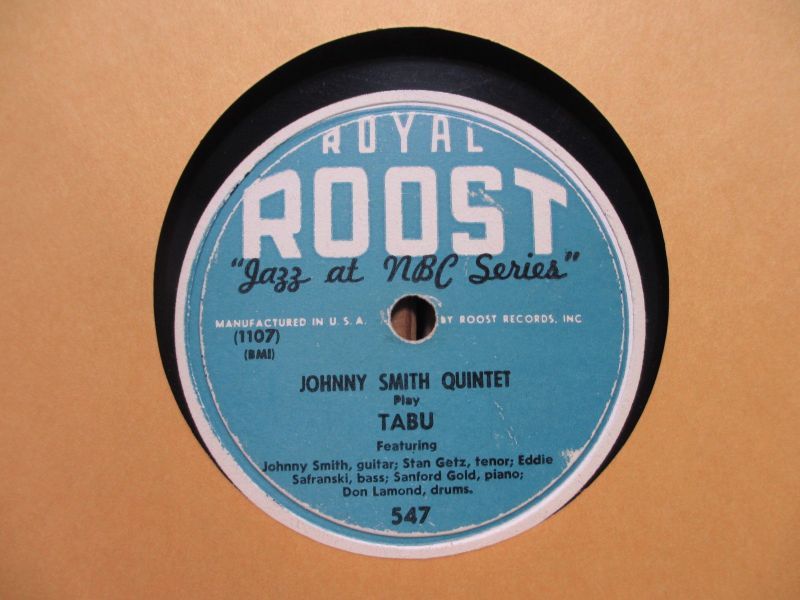 ROYAL
ROOST
"Jazz at NBC Series"
MANUFACTURED IN U. S. A. BY ROOST RECORDS, INC
(1107)
(BMI)
JOHNNY SMITH QUINTET
Play
TABU
Featuring
Johnny Smith, guitar; Stan Getz, tenor; Eddie
Safranski, bass; Sanford Gold, piano;
Don Lamond, drums.
547